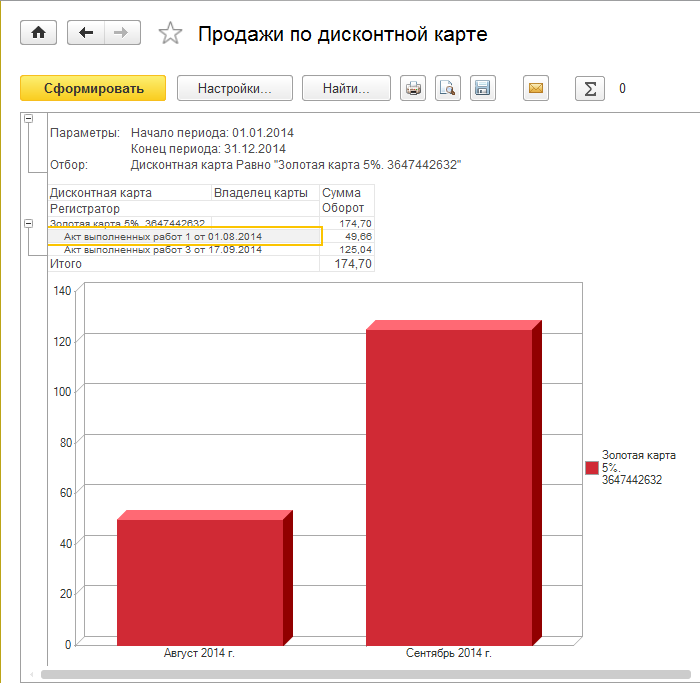 Продажи по дисконтной карте
Сформировать Настройки... Найти... Σ 0
Параметры: Начало периода: 01.01.2014
Конец периода: 31.12.2014
Отбор: Дисконтная карта Равно "Золотая карта 5%. 3647442632"
Дисконтная карта Владелец карты Сумма
Регистратор Оборот
Золотая карта 5%. 3647442632 174,70
Акт выполненных работ 1 от 01.08.2014 49,66
Акт выполненных работ 3 от 17.09.2014 125,04
Итого 174,70
140
120
100
80
60
40
20
0
Август 2014 г. Сентябрь 2014 г.
Золотая карта
5%.
3647442632